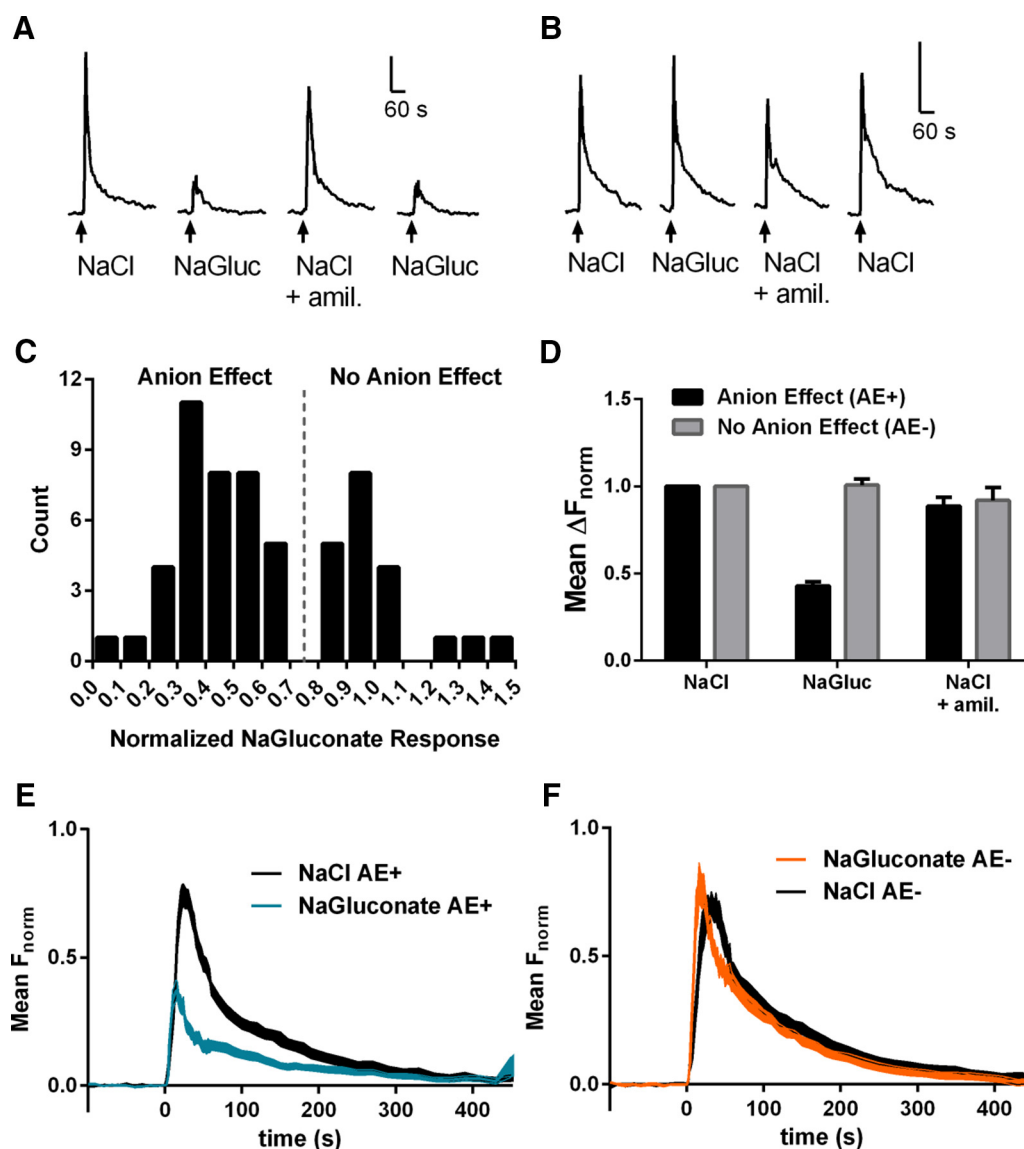 A
60 s
NaCl
NaGluc
NaCl
+ amil.
NaGluc
B
60 s
NaCl
NaGluc
NaCl
+ amil.
NaCl
C
Anion Effect
No Anion Effect
Count
12
9
6
3
0
0.0
0.1
0.2
0.3
0.4
0.5
0.6
0.7
0.8
0.9
1.0
1.1
1.2
1.3
1.4
1.5
Normalized NaGluconate Response
D
Anion Effect (AE+)
No Anion Effect (AE-)
Mean ΔFnorm
1.5
1.0
0.5
0.0
NaCl
NaGluc
NaCl
+ amil.
E
NaCl AE+
NaGluconate AE+
Mean Fnorm
1.0
0.5
0.0
0
100
200
300
400
time (s)
F
NaGluconate AE-
NaCl AE-
Mean Fnorm
1.0
0.5
0.0
0
100
200
300
400
time (s)